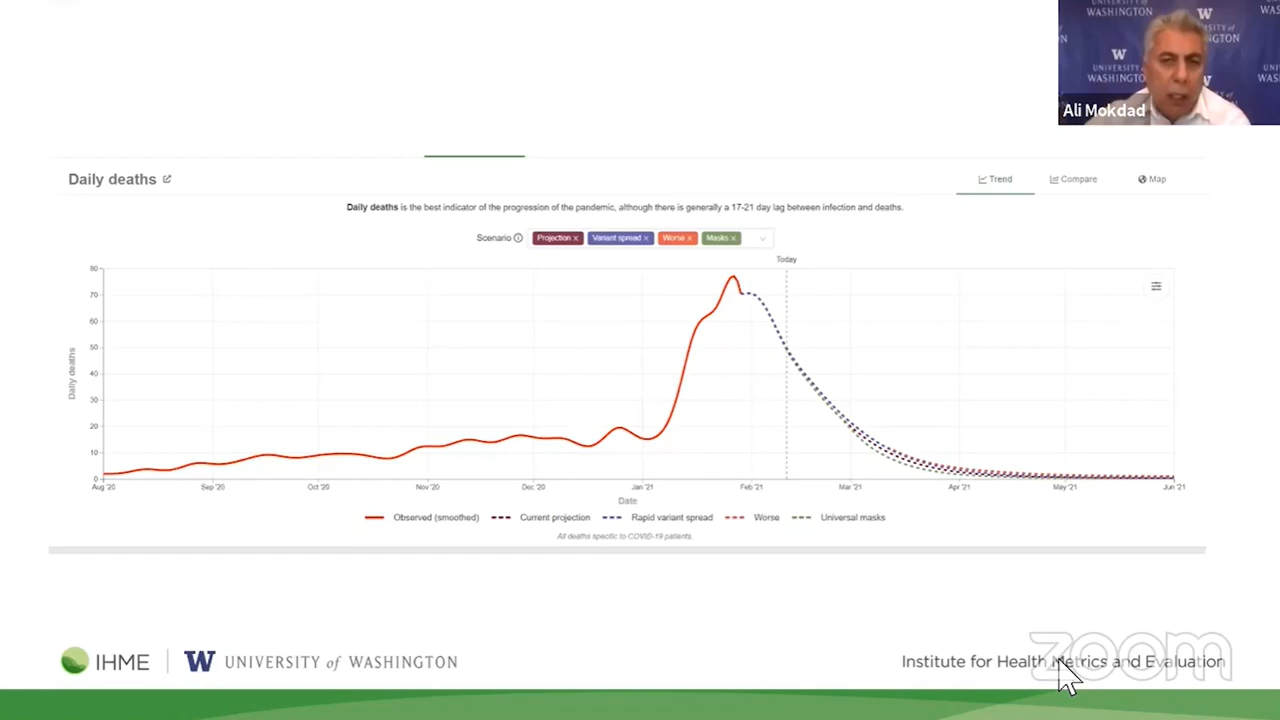 UNIVERSITY of WASHINGTON
W
UNIVERSITY of WASHINGTON
W
Ali Mokdad
Daily deaths
Trend
Compare
Map
Daily deaths is the best indicator of the progression of the pandemic, although there is generally a 17-21 day lag between infection and deaths.
Scenario
Projection ×
Variant spread ×
Worse ×
Masks ×
Today
80
70
60
50
40
30
20
10
0
Daily deaths
Aug '20
Sep '20
Oct '20
Nov '20
Dec '20
Jan '21
Feb '21
Mar '21
Apr '21
May '21
Jun '21
Date
Observed (smoothed)
Current projection
Rapid variant spread
Worse
Universal masks
All deaths specific to COVID-19 patients.
IHME
W UNIVERSITY of WASHINGTON
Institute for Health Metrics and Evaluation
zoom